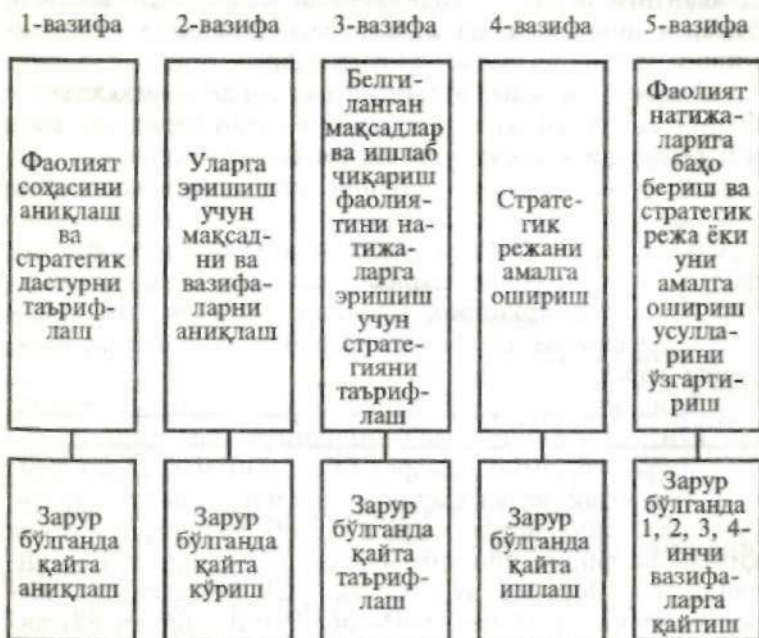 1-вазифа 2-вазифа 3-вазифа 4-вазифа 5-вазифа
Фаолият
соҳасини
аниқлаш
ва
стратегик
дастурни
таъриф-
лаш
Уларга
эришиш
учун
мақсад-
ни ва
вазифа-
ларни
аниқлаш
Белги-
ланган
мақсадлар
ва ишлаб
чиқариш
фаолия-
тини на-
тижа-
ларга
эришиш
учун
страте-
гияни
таъриф-
лаш
Страте-
гик
режани
амалга
ошириш
Фаолият
натижа-
ларига
баҳо
бериш ва
стратегик
режа ёки
уни
амалга
ошириш
усулла-
рини
ўзгарти-
риш
Зарур
бўлганда
қайта
аниқлаш
Зарур
бўлганда
қайта
кўриш
Зарур
бўлганда
қайта
таъриф-
лаш
Зарур
бўлганда
қайта
ишлаш
Зарур
бўлганда
1, 2, 3, 4-
инчи
вазифа-
ларга
қайтиш